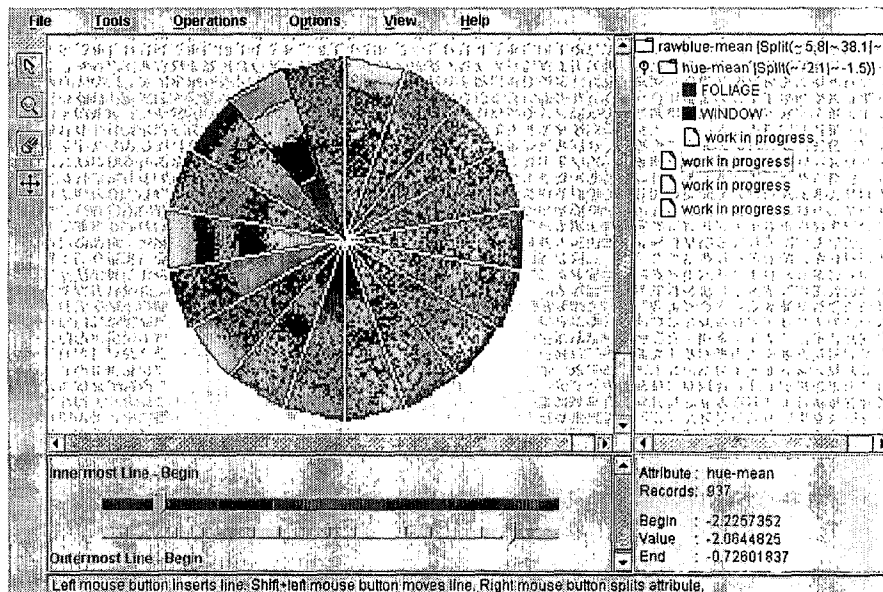 File Tools Operations Options View Help
rawblue-mean [Split(~5,8|~38.1|~
hue-mean [Split(~-2.1|~-1.5)]
FOLIAGE
WINDOW
work in progress
work in progress
work in progress
work in progress
Innermost Line - Begin
Outermost Line - Begin
Attribute : hue-mean
Records: 937
Begin : -2.2257352
Value : -2.0644825
End : -0.72601837
Left mouse button inserts line, Shift+left mouse button moves line, Right mouse button splits attribute.